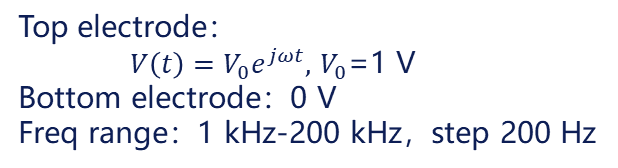 Top electrode：
V(t) = V₀e^{jωt}, V₀=1 V
Bottom electrode：0 V
Freq range：1 kHz-200 kHz，step 200 Hz